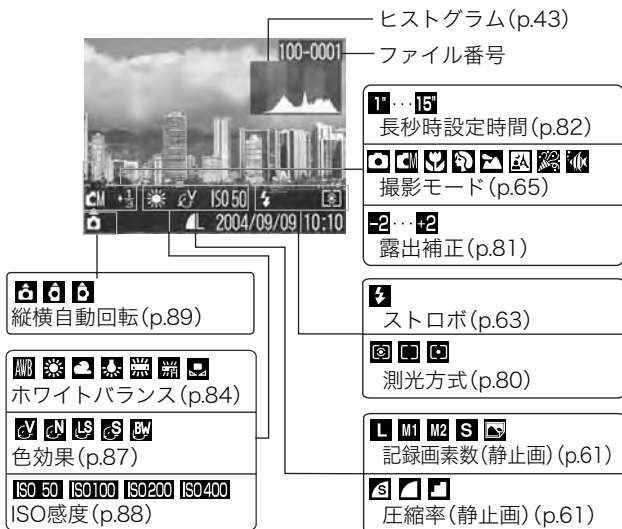 ヒストグラム(p.43)
100-0001
ファイル番号
1"…15"
長秒時設定時間(p.82)
M
撮影モード(p.65)
-2…+2
露出補正(p.81)
M +1/3 V ISO 50
L 2004/09/09 10:10
縦横自動回転(p.89)
ストロボ(p.63)
測光方式(p.80)
AWB
ホワイトバランス(p.84)
V N LS S BW
色効果(p.87)
ISO 50 ISO100 ISO200 ISO400
ISO感度(p.88)
L M1 M2 S
記録画素数(静止画)(p.61)
S
圧縮率(静止画)(p.61)